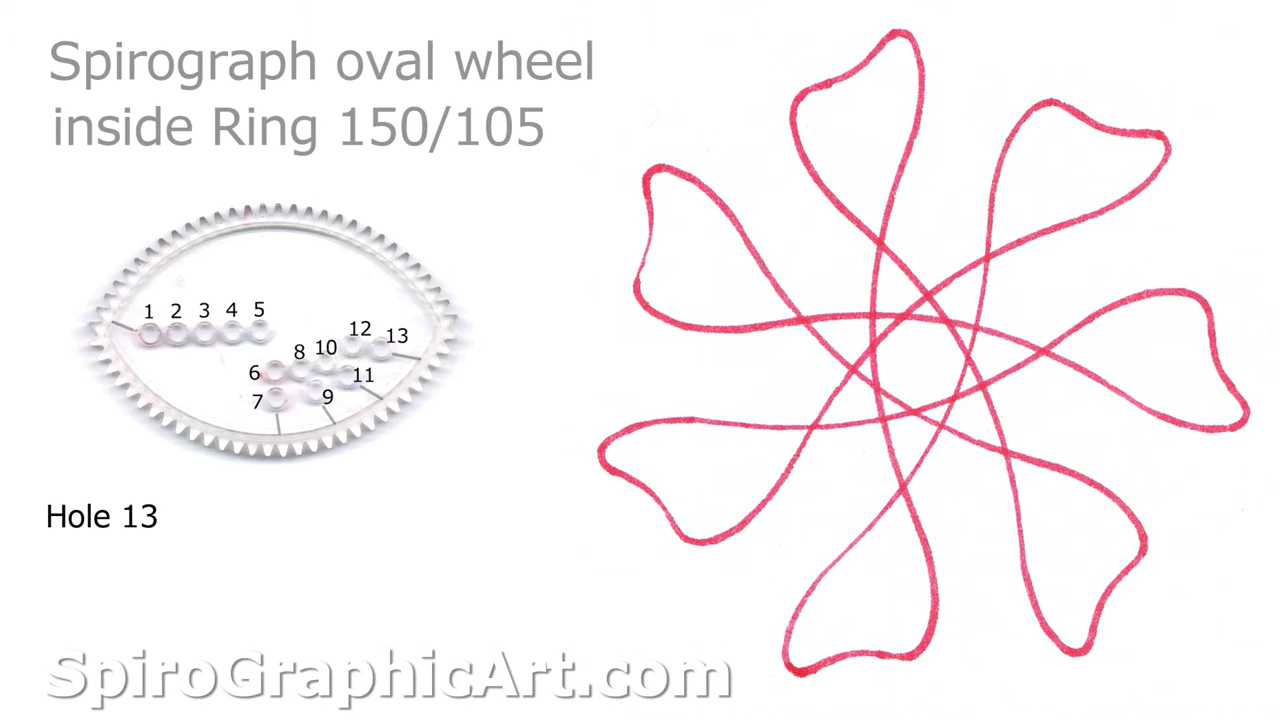 Spirograph oval wheel
inside Ring 150/105
1 2 3 4 5
12
13
8 10
6
11
7
9
Hole 13
SpiroGraphicArt.com